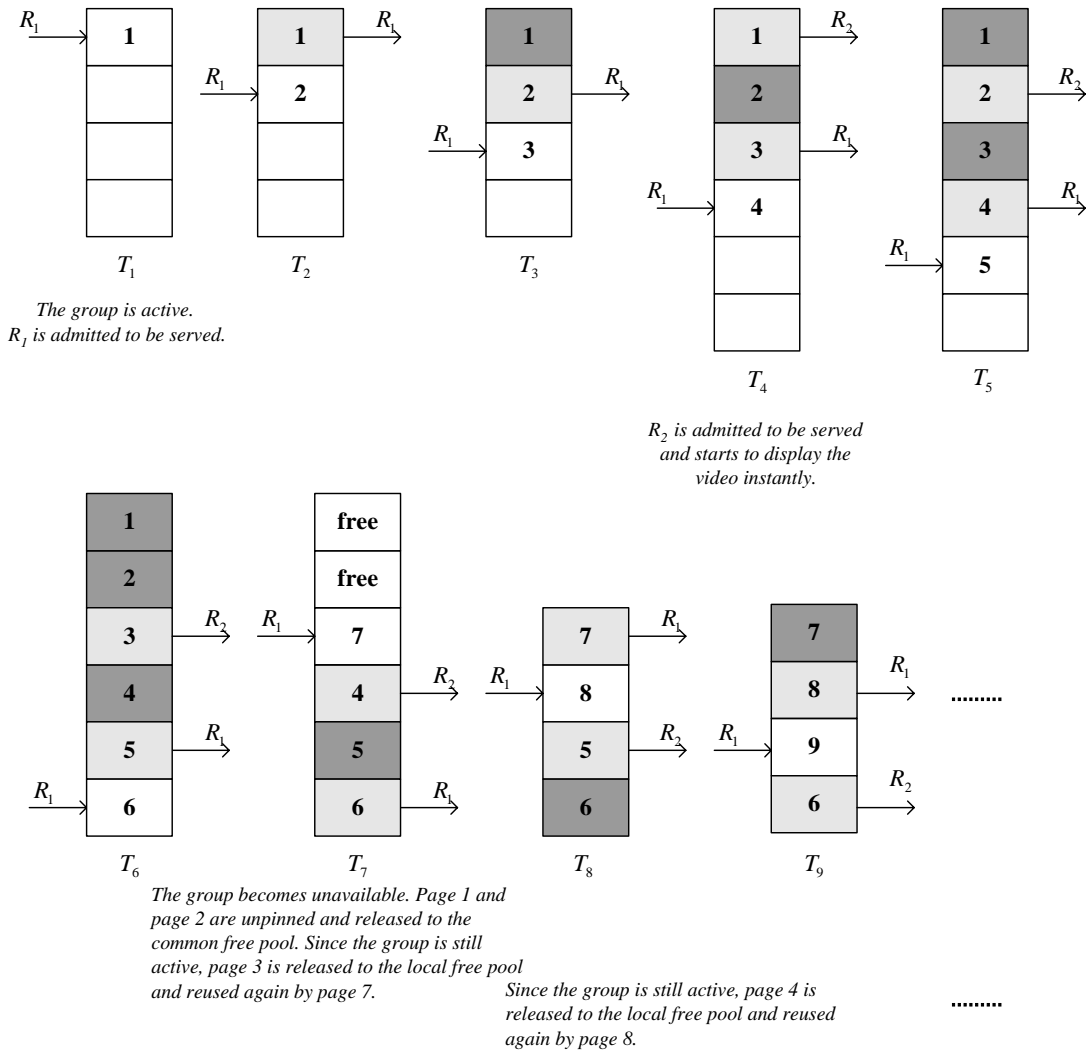 R1 1 1 R1 1 1 R2 1
R1 2 2 R1 2 2 R2
R1 3 3 R1 3
R1 4 4 R1
R1 5
T1 T2 T3
T4 T5
The group is active.
R1 is admitted to be served.
R2 is admitted to be served
and starts to display the
video instantly.
1 free
2 free
3 R2 R1 7 7 R1 7
4 4 R2 R1 8 8 R1
5 R1 5 5 R2 R1 9
R1 6 6 R1 6 6 R2
.........
T6 T7 T8 T9
The group becomes unavailable. Page 1 and
page 2 are unpinned and released to the
common free pool. Since the group is still
active, page 3 is released to the local free pool
and reused again by page 7.
Since the group is still active, page 4 is
released to the local free pool and reused
again by page 8.
.........